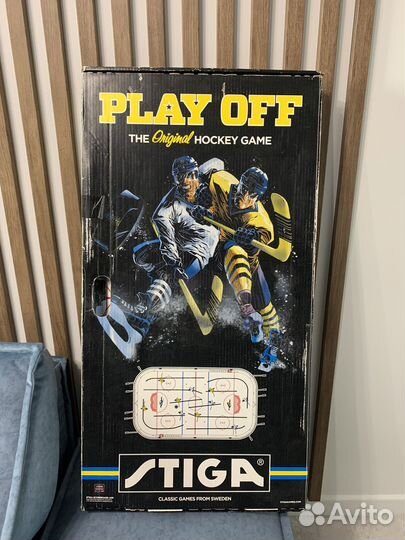 PLAY OFF
THE Original HOCKEY GAME
STIGA®
CLASSIC GAMES FROM SWEDEN
Avito